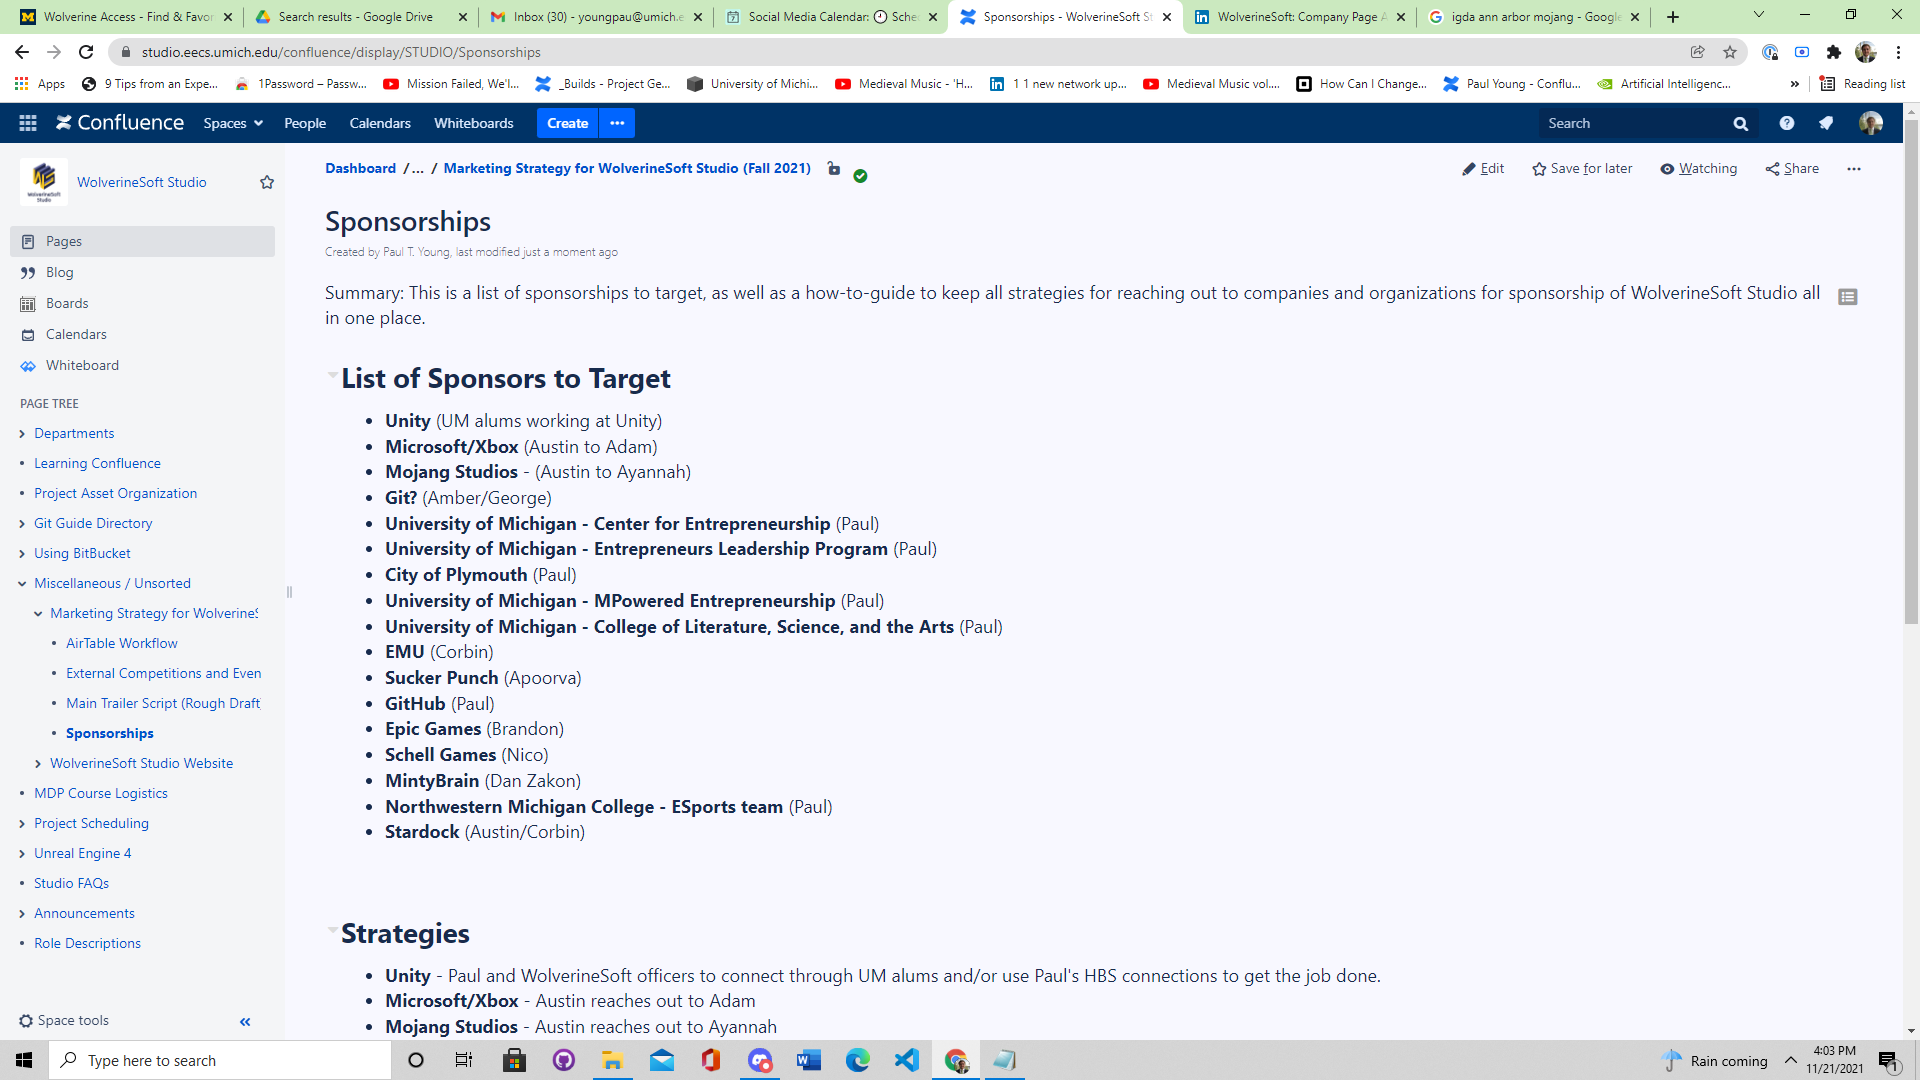 Wolverine Access - Find & Favor
Search results - Google Drive
Inbox (30) - youngpau@umich.e
Social Media Calendar: Sche
Sponsorships - WolverineSoft St
WolverineSoft: Company Page A
igda ann arbor mojang - Google
studio.eecs.umich.edu/confluence/display/STUDIO/Sponsorships
Apps
9 Tips from an Expe...
1Password – Passw...
Mission Failed, We'l...
_Builds - Project Ge...
University of Michi...
Medieval Music - 'H...
1 1 new network up...
Medieval Music vol....
How Can I Change...
Paul Young - Conflu...
Artificial Intelligenc...
»
Reading list
Confluence
Spaces
People
Calendars
Whiteboards
Create
Search
WolverineSoft Studio
Pages
Blog
Boards
Calendars
Whiteboard
PAGE TREE
Departments
Learning Confluence
Project Asset Organization
Git Guide Directory
Using BitBucket
Miscellaneous / Unsorted
Marketing Strategy for WolverineS
AirTable Workflow
External Competitions and Even
Main Trailer Script (Rough Draft)
Sponsorships
WolverineSoft Studio Website
MDP Course Logistics
Project Scheduling
Unreal Engine 4
Studio FAQs
Announcements
Role Descriptions
Space tools
Dashboard /... / Marketing Strategy for WolverineSoft Studio (Fall 2021)
Edit
Save for later
Watching
Share
Sponsorships
Created by Paul T. Young, last modified just a moment ago
Summary: This is a list of sponsorships to target, as well as a how-to-guide to keep all strategies for reaching out to companies and organizations for sponsorship of WolverineSoft Studio all
in one place.
List of Sponsors to Target
• Unity (UM alums working at Unity)
• Microsoft/Xbox (Austin to Adam)
• Mojang Studios - (Austin to Ayannah)
• Git? (Amber/George)
• University of Michigan - Center for Entrepreneurship (Paul)
• University of Michigan - Entrepreneurs Leadership Program (Paul)
• City of Plymouth (Paul)
• University of Michigan - MPowered Entrepreneurship (Paul)
• University of Michigan - College of Literature, Science, and the Arts (Paul)
• EMU (Corbin)
• Sucker Punch (Apoorva)
• GitHub (Paul)
• Epic Games (Brandon)
• Schell Games (Nico)
• MintyBrain (Dan Zakon)
• Northwestern Michigan College - ESports team (Paul)
• Stardock (Austin/Corbin)
Strategies
• Unity - Paul and WolverineSoft officers to connect through UM alums and/or use Paul's HBS connections to get the job done.
• Microsoft/Xbox - Austin reaches out to Adam
• Mojang Studios - Austin reaches out to Ayannah
Type here to search
Rain coming
4:03 PM
11/21/2021
1